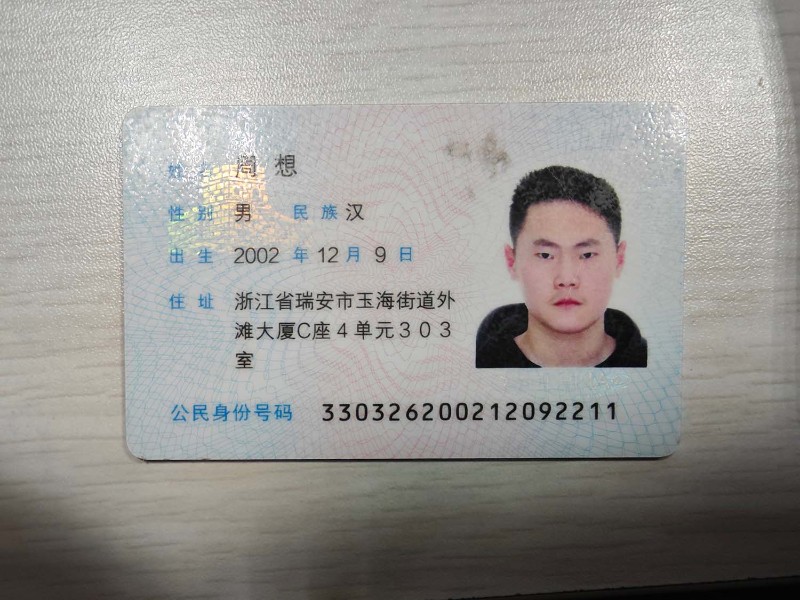 姓名 周想
性别 男 民族 汉
出生 2002 年 12 月 9 日
住址 浙江省瑞安市玉海街道外
滩大厦C座4单元303
室
公民身份号码 330326200212092211